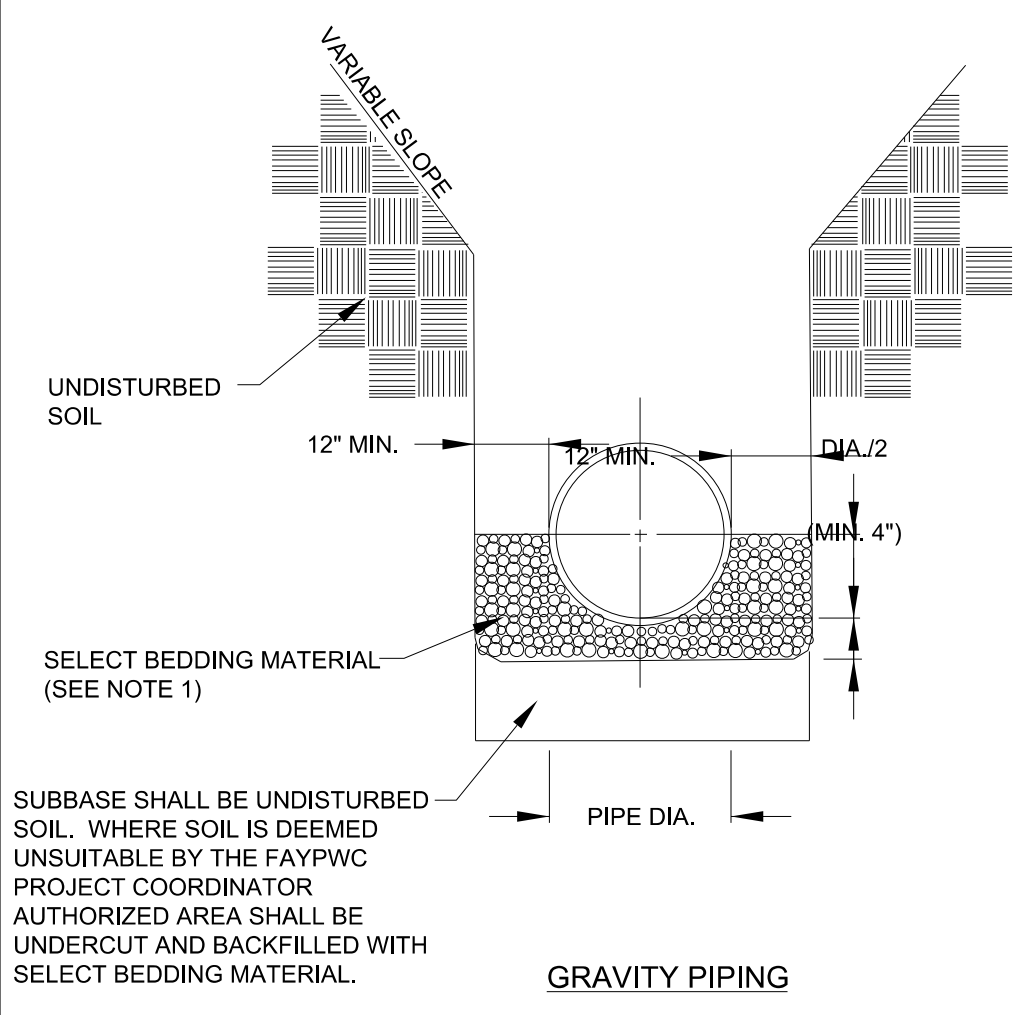 VARIABLE SLOPE
UNDISTURBED
SOIL
12" MIN.
12" MIN.
DIA./2
(MIN. 4")
SELECT BEDDING MATERIAL
(SEE NOTE 1)
SUBBASE SHALL BE UNDISTURBED
SOIL. WHERE SOIL IS DEEMED
UNSUITABLE BY THE FAYPWC
PROJECT COORDINATOR
AUTHORIZED AREA SHALL BE
UNDERCUT AND BACKFILLED WITH
SELECT BEDDING MATERIAL.
PIPE DIA.
GRAVITY PIPING